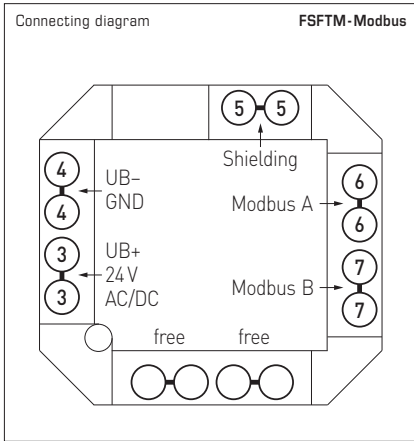 Connecting diagram FSFTM-Modbus
5 5
Shielding
4
UB–
GND
4
3
UB+
24 V
AC/DC
3
6
Modbus A
6
7
Modbus B
7
free free